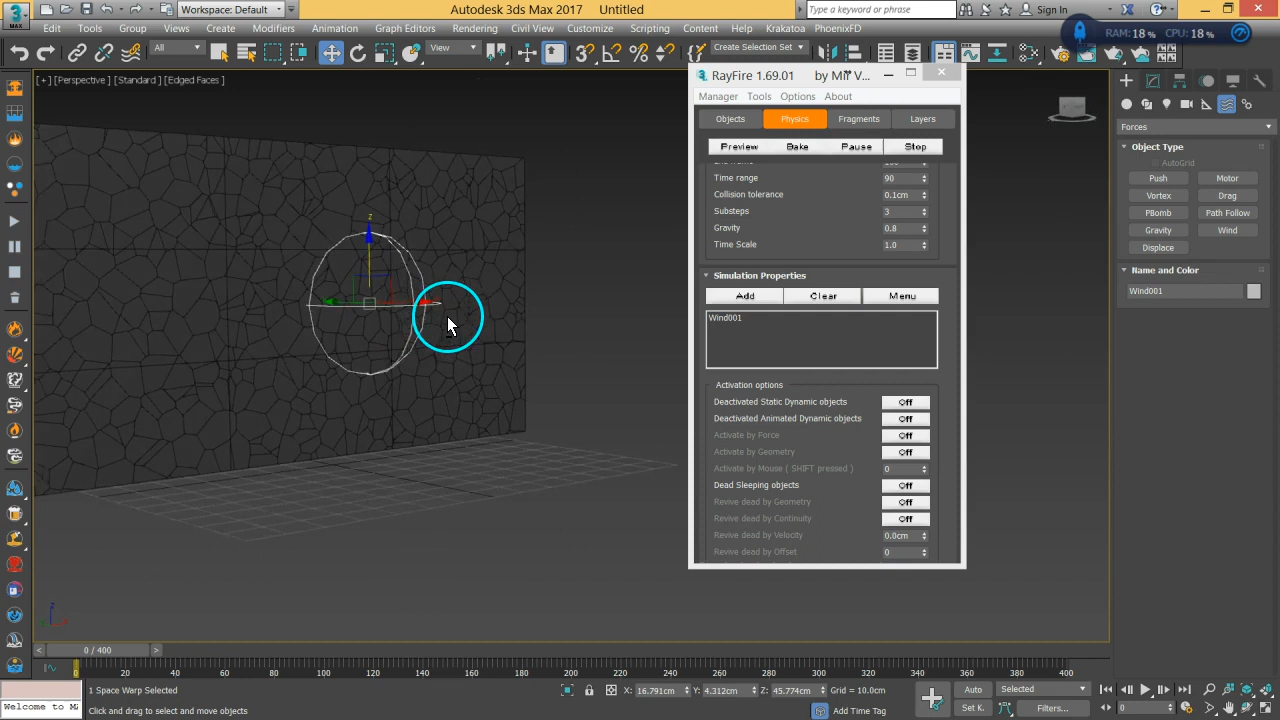 Workspace: Default
Autodesk 3ds Max 2017 Untitled
Type a keyword or phrase
Sign In
MAX
Edit Tools Group Views Create Modifiers Animation Graph Editors Rendering Civil View Customize Scripting Content Help Krakatoa PhoenixFD
RAM: 18 % CPU: 18 %
All
View
Create Selection Set
[+] [Perspective ] [Standard ] [Edged Faces ]
RayFire 1.69.01
Manager Tools Options About
Objects Physics Fragments Layers
Preview Bake Pause Stop
Time range 90
Collision tolerance 0.1cm
Substeps 3
Gravity 0.8
Time Scale 1.0
Simulation Properties
Add Clear Menu
Wind001
Activation options
Deactivated Static Dynamic objects Off
Deactivated Animated Dynamic objects Off
Activate by Force Off
Activate by Geometry Off
Activate by Mouse ( SHIFT pressed ) 0
Dead Sleeping objects Off
Revive dead by Geometry Off
Revive dead by Continuity Off
Revive dead by Velocity 0.0cm
Revive dead by Offset 0
Forces
Object Type
AutoGrid
Push Motor
Vortex Drag
PBomb Path Follow
Gravity Wind
Displace
Name and Color
Wind001
z
z
0 / 400
0 20 40 60 80 100 120 140 160 180 200 220 240 260 280 300 320 340 360 380 400
1 Space Warp Selected
X: 16.791cm Y: 4.312cm Z: 45.774cm Grid = 10.0cm
Auto Selected
Welcome to Ma
Click and drag to select and move objects
Add Time Tag
Set K. Filters...
0